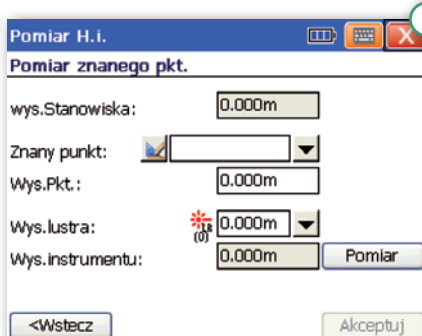 Pomiar H.i.
Pomiar znanego pkt.
wys.Stanowiska: 0.000m
Znany punkt:
Wys.Pkt.: 0.000m
Wys.lustra: (0) 0.000m
Wys.instrumentu: 0.000m Pomiar
<Wstecz Akceptuj